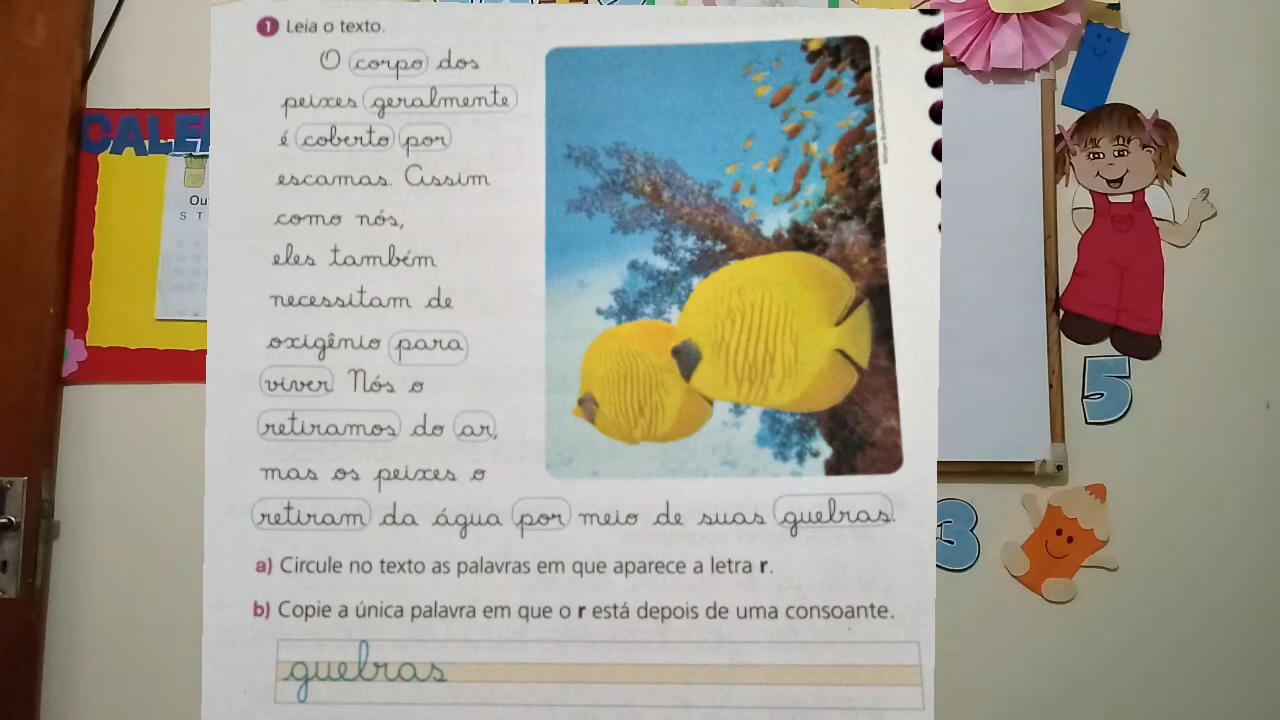 1 Leia o texto.
O corpo dos
peixes geralmente
é coberto por
escamas. Assim
como nós,
eles também
necessitam de
oxigênio para
viver. Nós o
retiramos do ar,
mas os peixes o
retiram da água por meio de suas guelras.
a) Circule no texto as palavras em que aparece a letra r.
b) Copie a única palavra em que o r está depois de uma consoante.
guelras
CALE
Ou
S T
5
3